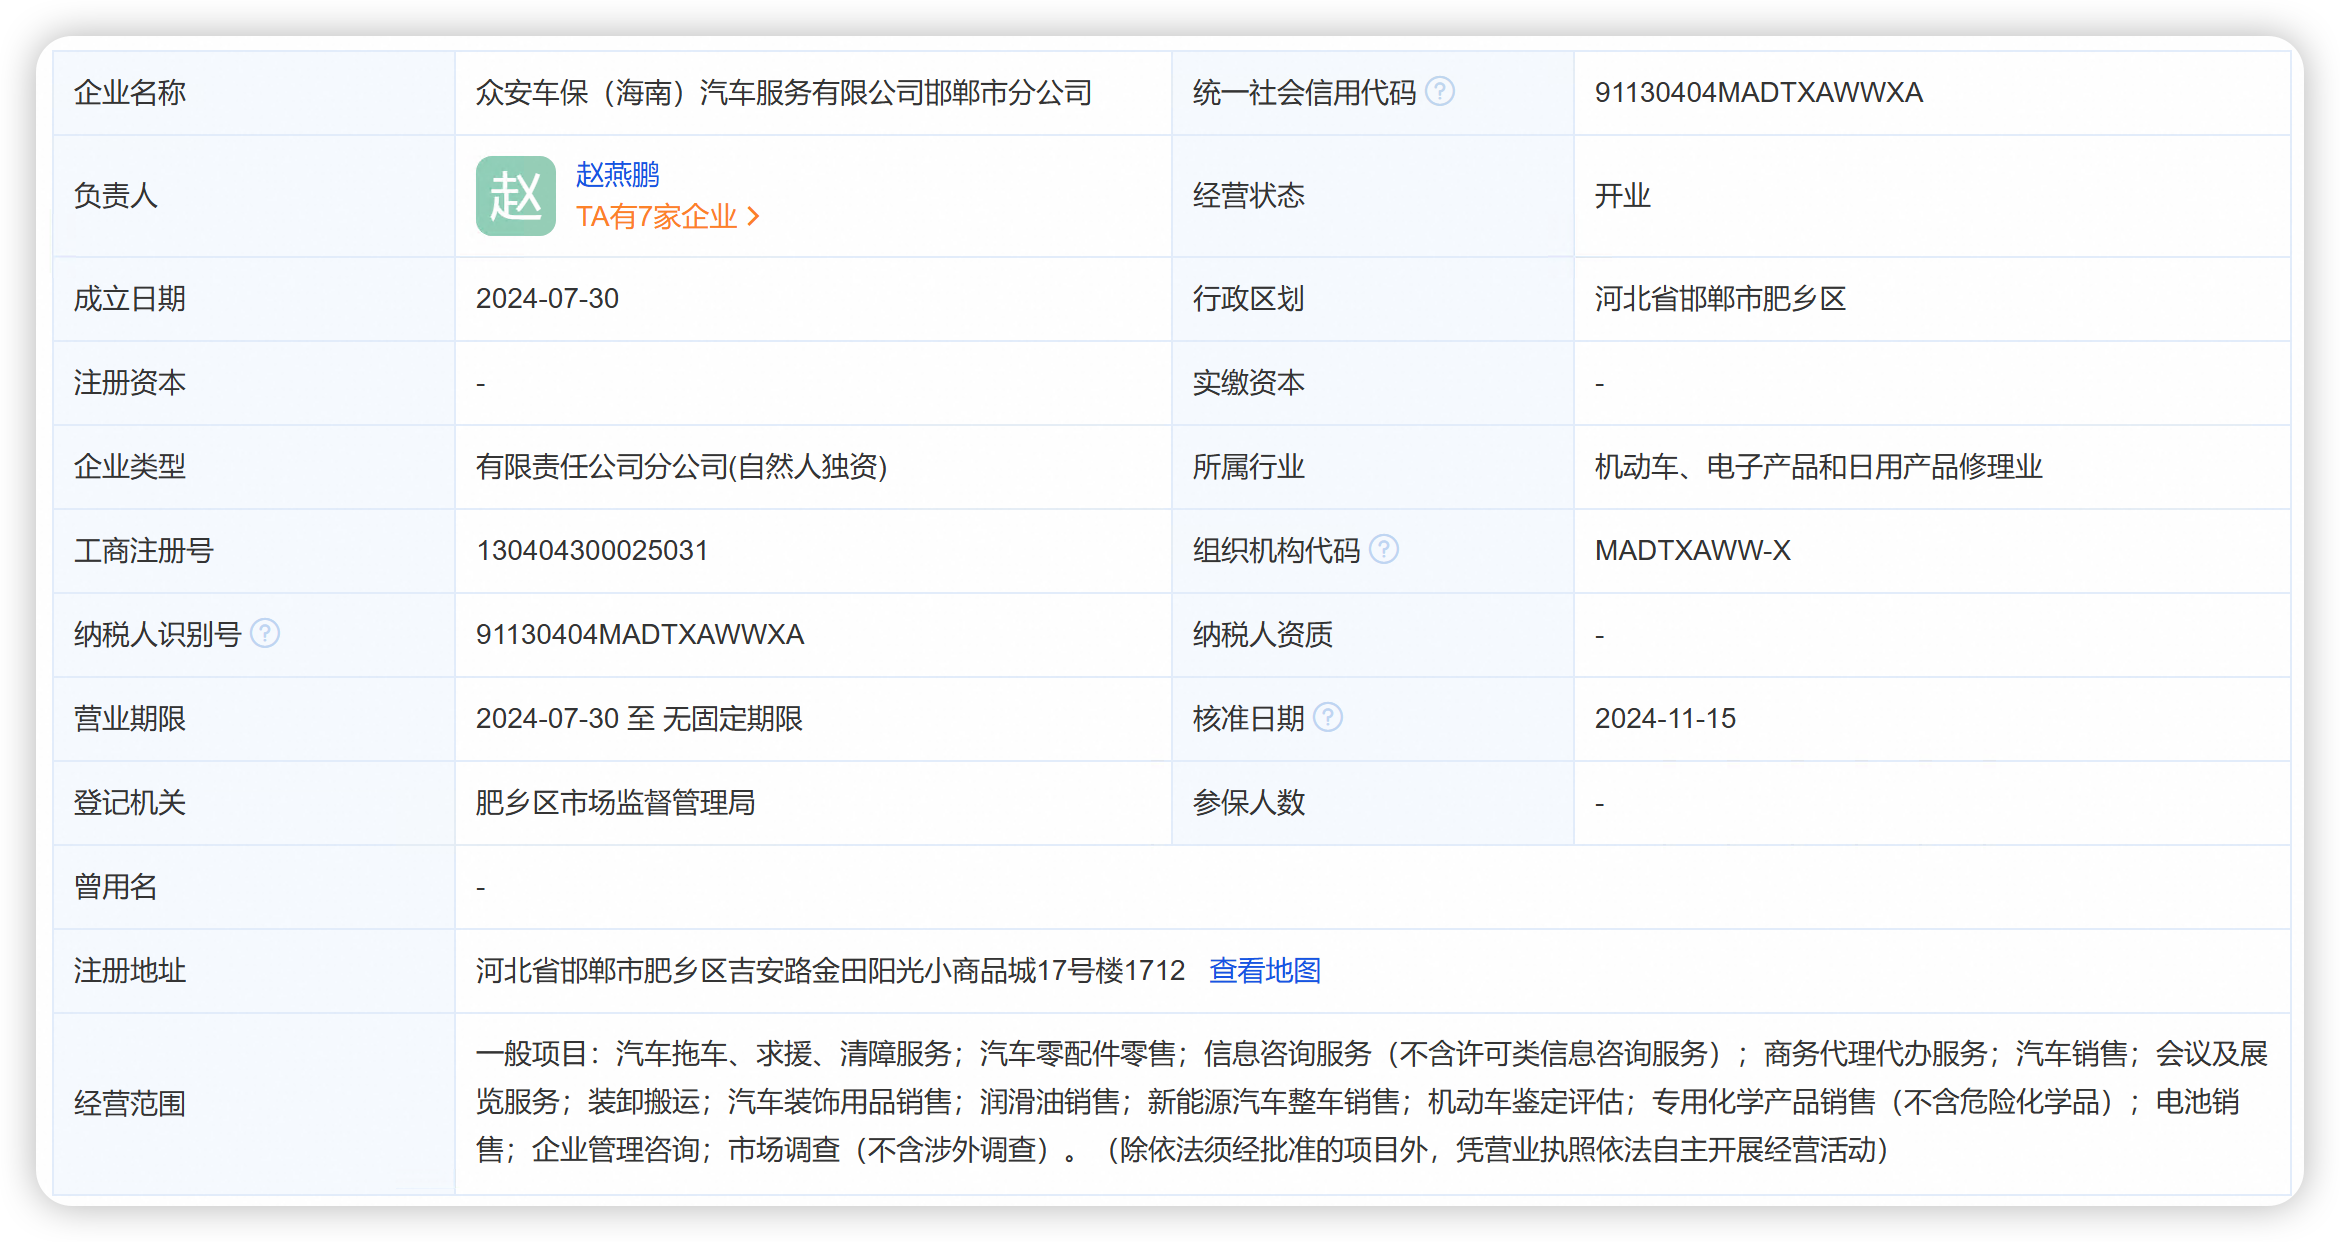 企业名称 众安车保（海南）汽车服务有限公司邯郸市分公司 统一社会信用代码 ? 91130404MADTXAWWXA
负责人 赵 赵燕鹏 经营状态 开业
TA有7家企业 >
成立日期 2024-07-30 行政区划 河北省邯郸市肥乡区
注册资本 - 实缴资本 -
企业类型 有限责任公司分公司(自然人独资) 所属行业 机动车、电子产品和日用产品修理业
工商注册号 130404300025031 组织机构代码 ? MADTXAWW-X
纳税人识别号 ? 91130404MADTXAWWXA 纳税人资质 -
营业期限 2024-07-30 至 无固定期限 核准日期 ? 2024-11-15
登记机关 肥乡区市场监督管理局 参保人数 -
曾用名 -
注册地址 河北省邯郸市肥乡区吉安路金田阳光小商品城17号楼1712 查看地图
经营范围 一般项目：汽车拖车、求援、清障服务；汽车零配件零售；信息咨询服务（不含许可类信息咨询服务）；商务代理代办服务；汽车销售；会议及展
览服务；装卸搬运；汽车装饰用品销售；润滑油销售；新能源汽车整车销售；机动车鉴定评估；专用化学产品销售（不含危险化学品）；电池销
售；企业管理咨询；市场调查（不含涉外调查）。（除依法须经批准的项目外，凭营业执照依法自主开展经营活动）